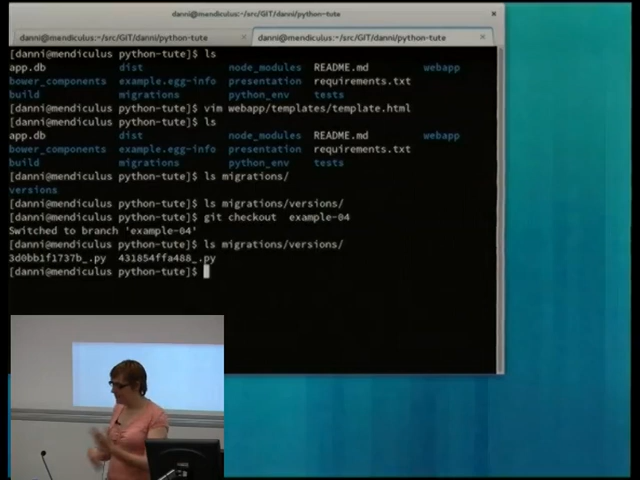 danni@mendiculus:~/src/GIT/danni/python-tute
danni@mendiculus:~/src/GIT/danni/python-tute × danni@mendiculus:~/src/GIT/danni/python-tute ×
[danni@mendiculus python-tute]$ ls
app.db dist node_modules README.md webapp
bower_components example.egg-info presentation requirements.txt
build migrations python_env tests
[danni@mendiculus python-tute]$ vim webapp/templates/template.html
[danni@mendiculus python-tute]$ ls
app.db dist node_modules README.md webapp
bower_components example.egg-info presentation requirements.txt
build migrations python_env tests
[danni@mendiculus python-tute]$ ls migrations/
versions
[danni@mendiculus python-tute]$ ls migrations/versions/
[danni@mendiculus python-tute]$ git checkout example-04
Switched to branch 'example-04'
[danni@mendiculus python-tute]$ ls migrations/versions/
3d0bb1f1737b_.py 431854ffa488_.py
[danni@mendiculus python-tute]$